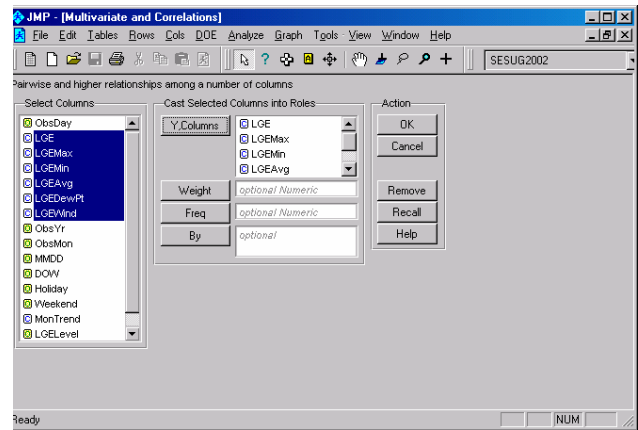 JMP - [Multivariate and Correlations]
File Edit Tables Rows Cols DOE Analyze Graph Tools View Window Help
SESUG2002
Pairwise and higher relationships among a number of columns
Select Columns
ObsDay
LGE
LGEMax
LGEMin
LGEAvg
LGEDewPt
LGEWind
ObsYr
ObsMon
MMDD
DOW
Holiday
Weekend
MonTrend
LGELevel
Cast Selected Columns into Roles
Y,Columns
LGE
LGEMax
LGEMin
LGEAvg
Weight optional Numeric
Freq optional Numeric
By optional
Action
OK
Cancel
Remove
Recall
Help
Ready NUM